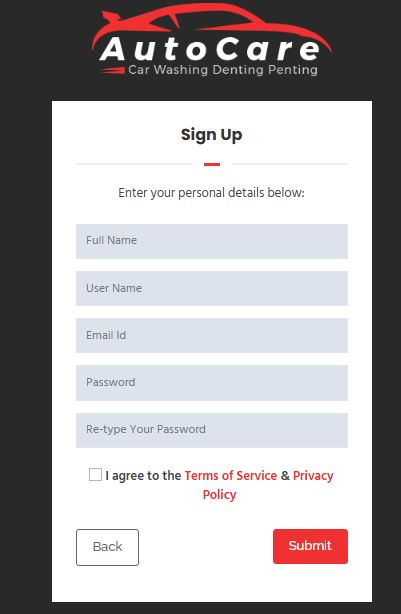 AutoCare
Car Washing Denting Penting
Sign Up
Enter your personal details below:
Full Name
User Name
Email Id
Password
Re-type Your Password
I agree to the Terms of Service & Privacy
Policy
Back
Submit